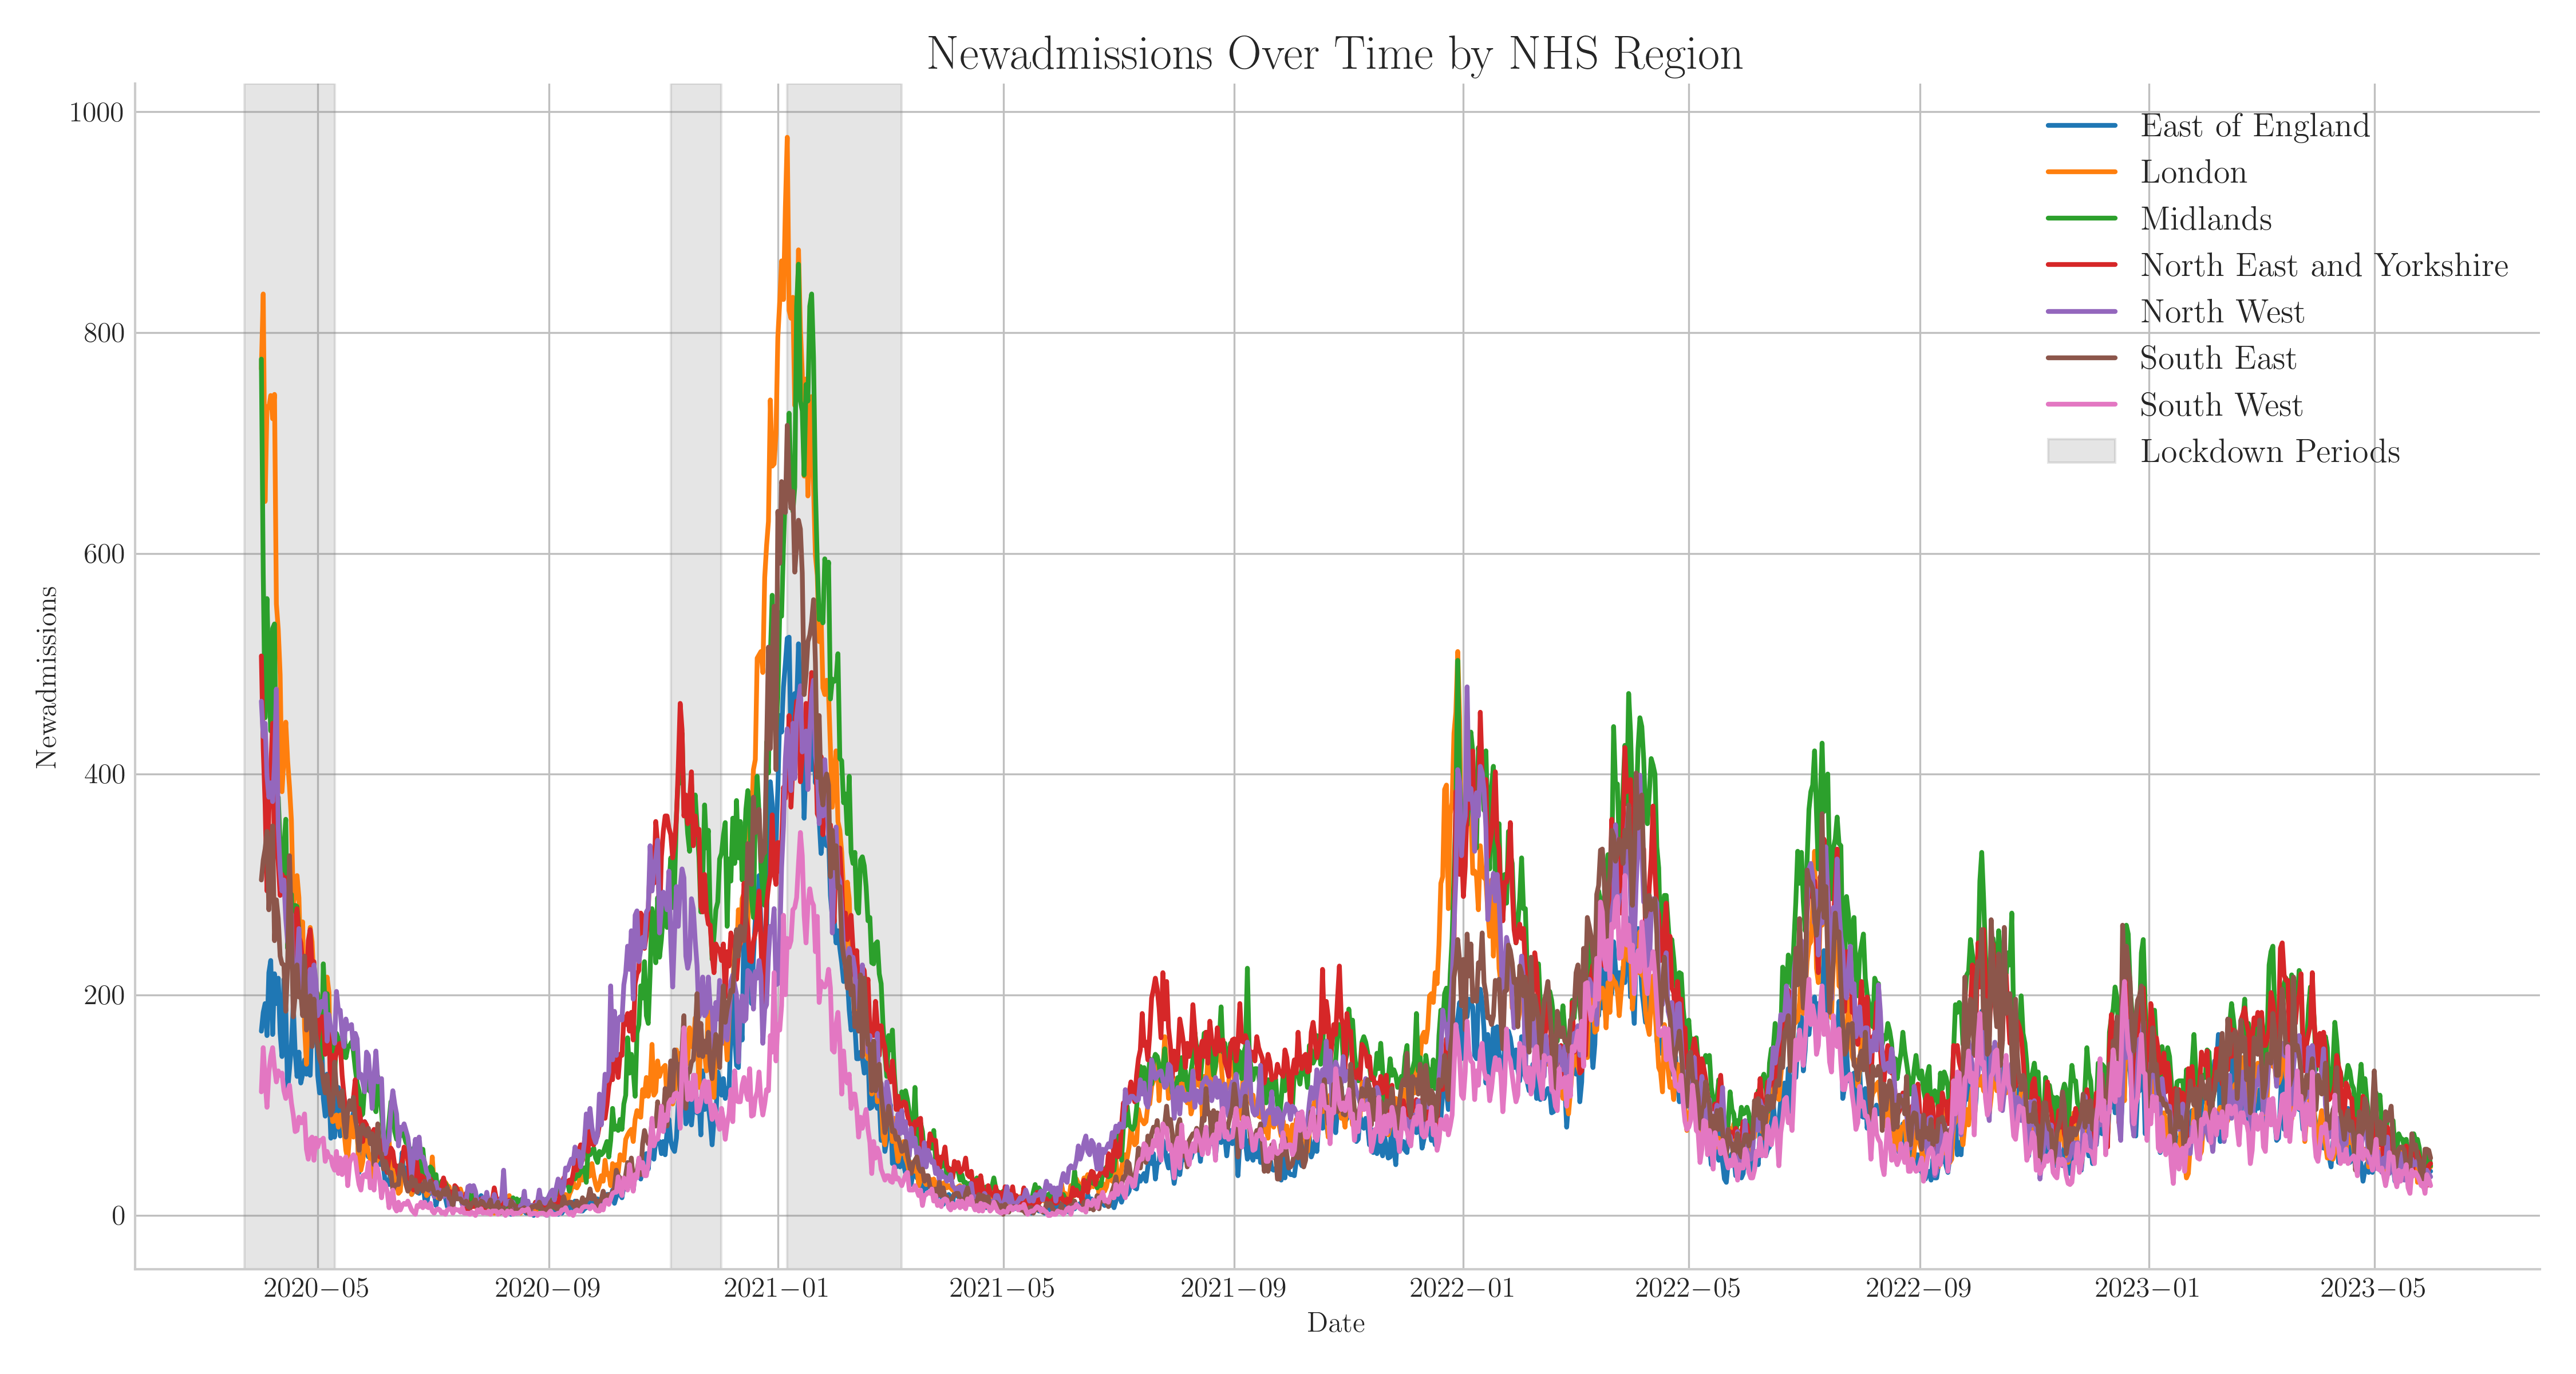 Newadmissions Over Time by NHS Region
1000
800
600
400
200
0
Newadmissions
East of England
London
Midlands
North East and Yorkshire
North West
South East
South West
Lockdown Periods
2020−05 2020−09 2021−01 2021−05 2021−09 2022−01 2022−05 2022−09 2023−01 2023−05
Date